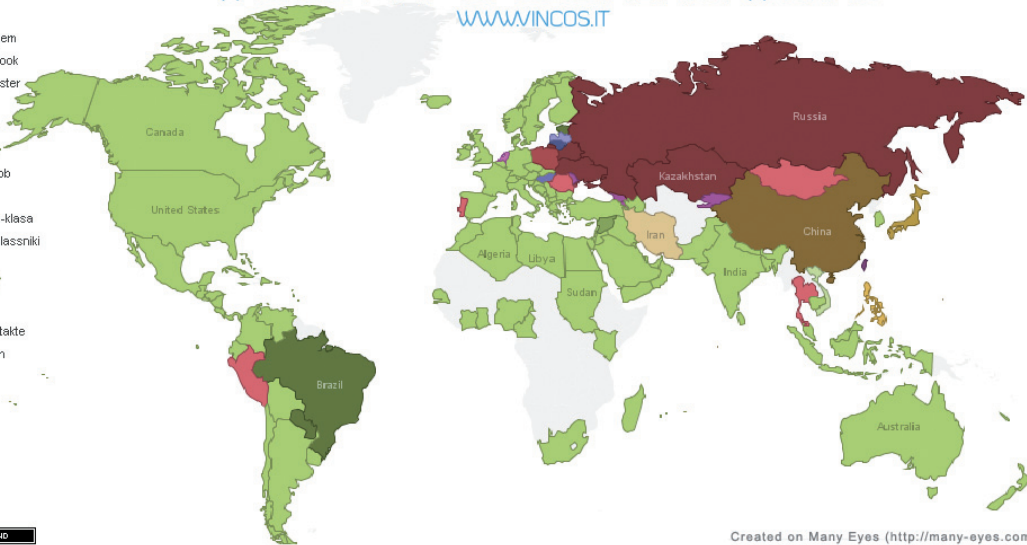 WWW.VINCOS.IT
em
ook
ster
ob
-klasa
lassniki
takte
n
ND
Canada
United States
Brazil
Algeria
Libya
Sudan
Russia
Kazakhstan
Iran
China
India
Australia
Created on Many Eyes (http://many-eyes.com